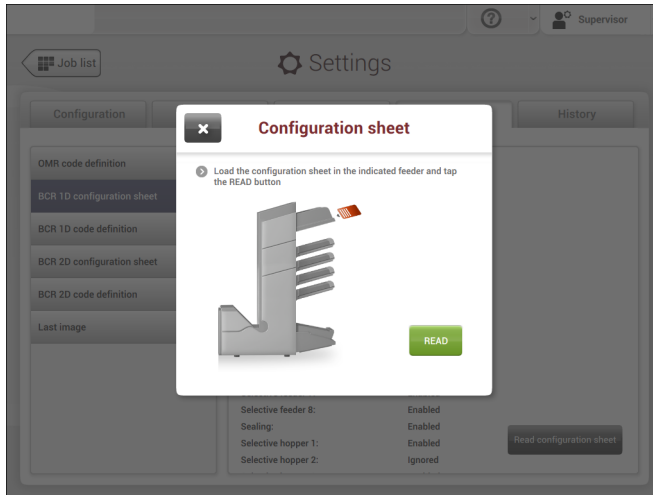 ?
Supervisor
Job list
Settings
Configuration
History
Configuration sheet
Load the configuration sheet in the indicated feeder and tap
the READ button
OMR code definition
BCR 1D configuration sheet
BCR 1D code definition
BCR 2D configuration sheet
BCR 2D code definition
Last image
READ
Selective feeder 8: Enabled
Sealing: Enabled
Selective hopper 1: Enabled
Selective hopper 2: Ignored
Read configuration sheet